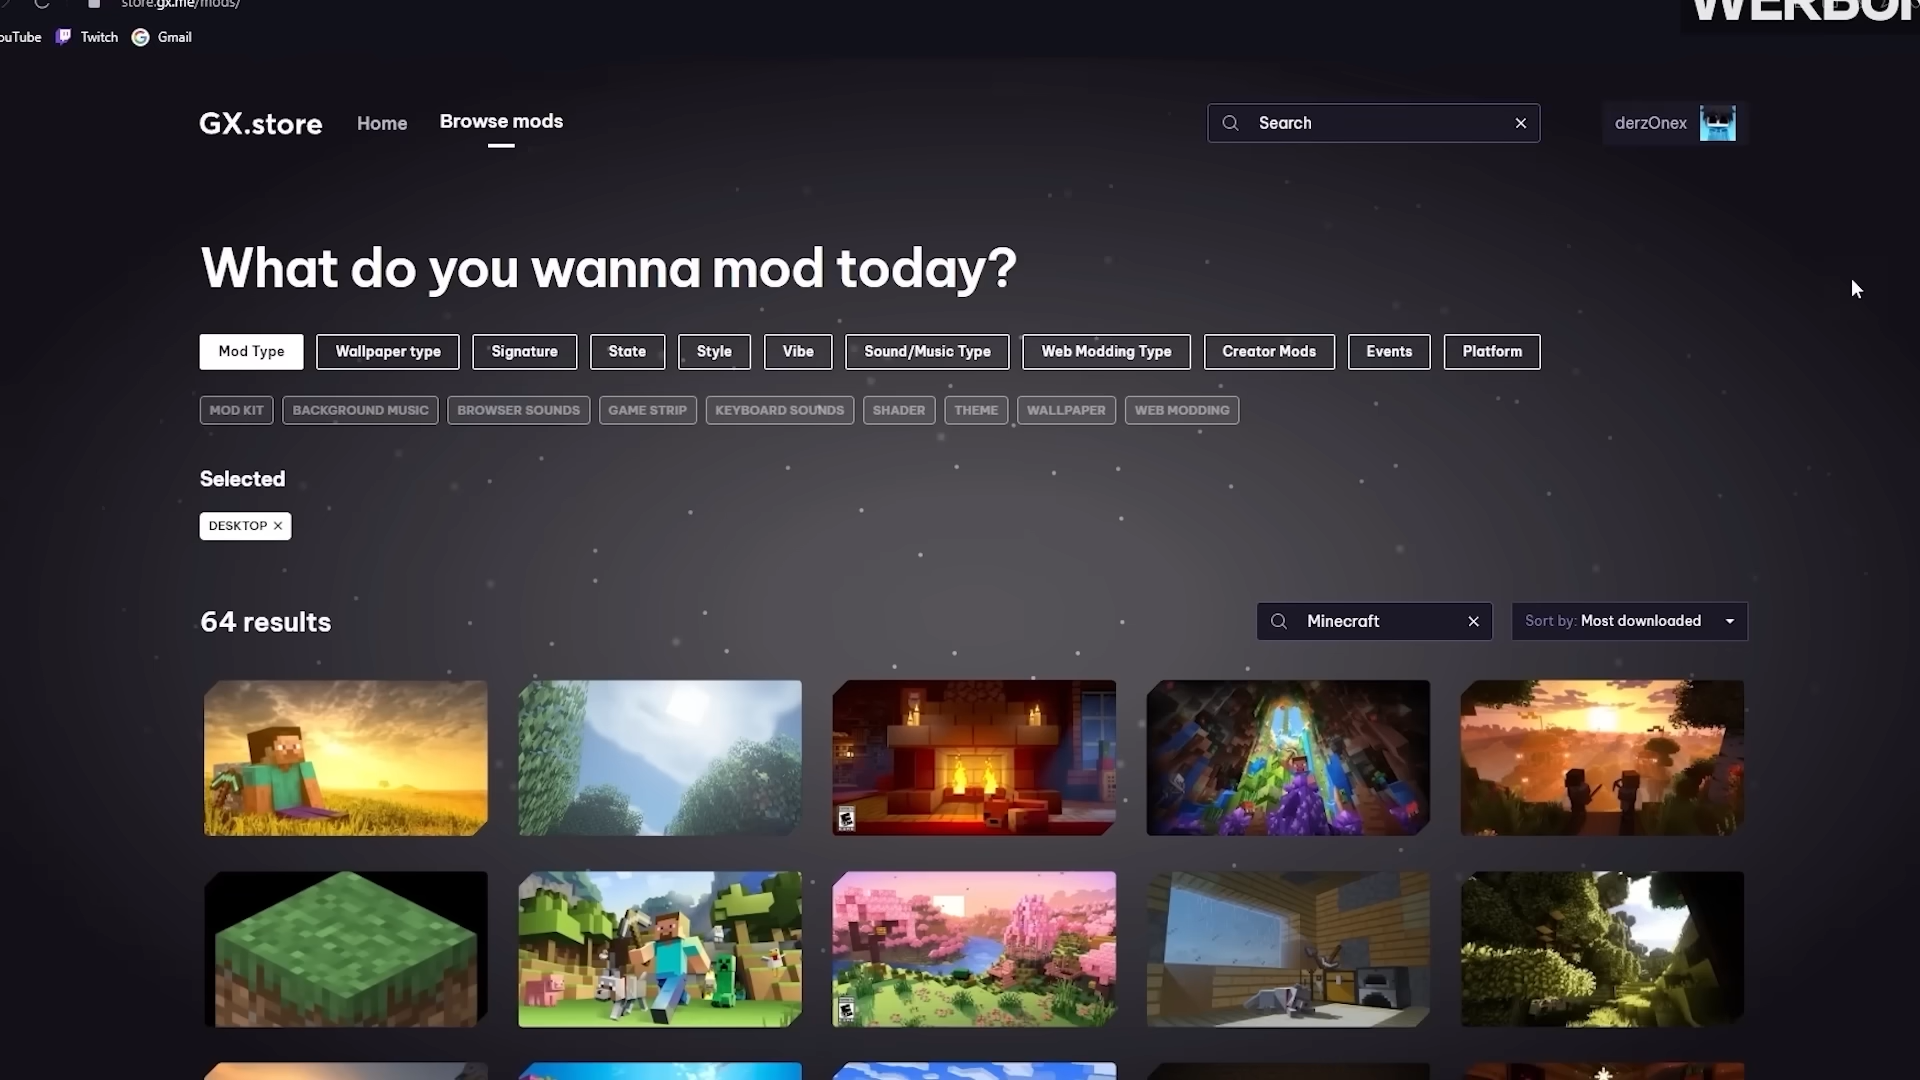 store.gx.me/mods/
WERBUN
ouTube Twitch Gmail
GX.store Home Browse mods Search derzOnex
What do you wanna mod today?
Mod Type Wallpaper type Signature State Style Vibe Sound/Music Type Web Modding Type Creator Mods Events Platform
MOD KIT BACKGROUND MUSIC BROWSER SOUNDS GAME STRIP KEYBOARD SOUNDS SHADER THEME WALLPAPER WEB MODDING
Selected
DESKTOP
64 results Minecraft Sort by: Most downloaded
E
E